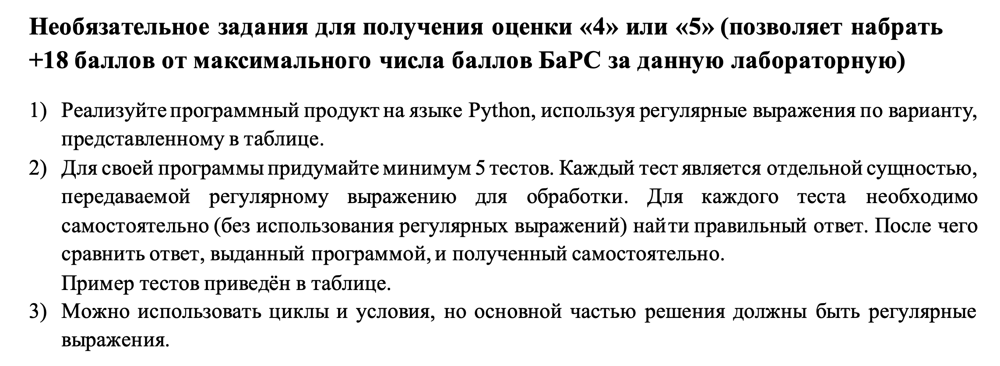 Необязательное задания для получения оценки «4» или «5» (позволяет набрать
+18 баллов от максимального числа баллов БаРС за данную лабораторную)
1) Реализуйте программный продукт на языке Python, используя регулярные выражения по варианту,
представленному в таблице.
2) Для своей программы придумайте минимум 5 тестов. Каждый тест является отдельной сущностью,
передаваемой регулярному выражению для обработки. Для каждого теста необходимо
самостоятельно (без использования регулярных выражений) найти правильный ответ. После чего
сравнить ответ, выданный программой, и полученный самостоятельно.
Пример тестов приведён в таблице.
3) Можно использовать циклы и условия, но основной частью решения должны быть регулярные
выражения.